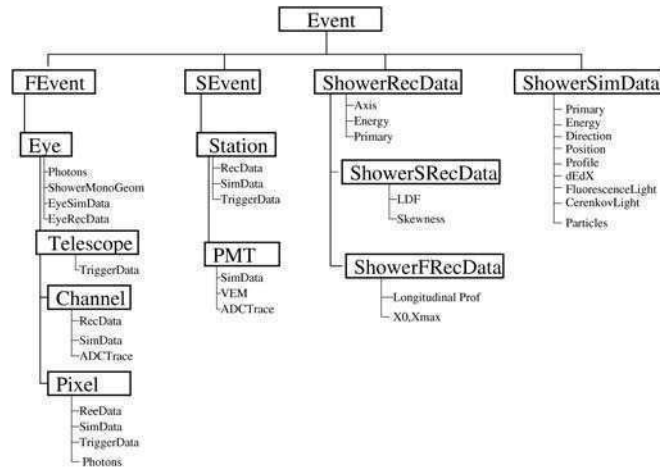 Event
FEvent
SEvent
ShowerRecData
ShowerSimData
Eye
Photons
ShowerMonoGeom
EyeSimData
EyeRecData
Telescope
TriggerData
Channel
RecData
SimData
ADCTrace
Pixel
ReeData
SimData
TriggerData
Photons
Station
RecData
SimData
TriggerData
PMT
SimData
VEM
ADCTrace
Axis
Energy
Primary
ShowerSRecData
LDF
Skewness
ShowerFRecData
Longitudinal Prof
X0,Xmax
Primary
Energy
Direction
Position
Profile
dEdX
FluorescenceLight
CerenkovLight
Particles